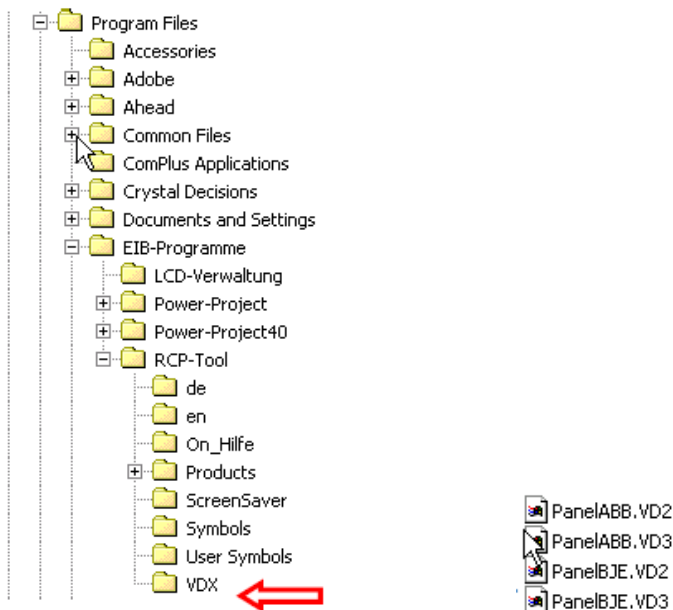 Program Files
Accessories
Adobe
Ahead
Common Files
ComPlus Applications
Crystal Decisions
Documents and Settings
EIB-Programme
LCD-Verwaltung
Power-Project
Power-Project40
RCP-Tool
de
en
On_Hilfe
Products
ScreenSaver
Symbols
User Symbols
VDX
PanelABB.VD2
PanelABB.VD3
PanelBJE.VD2
PanelBJE.VD3